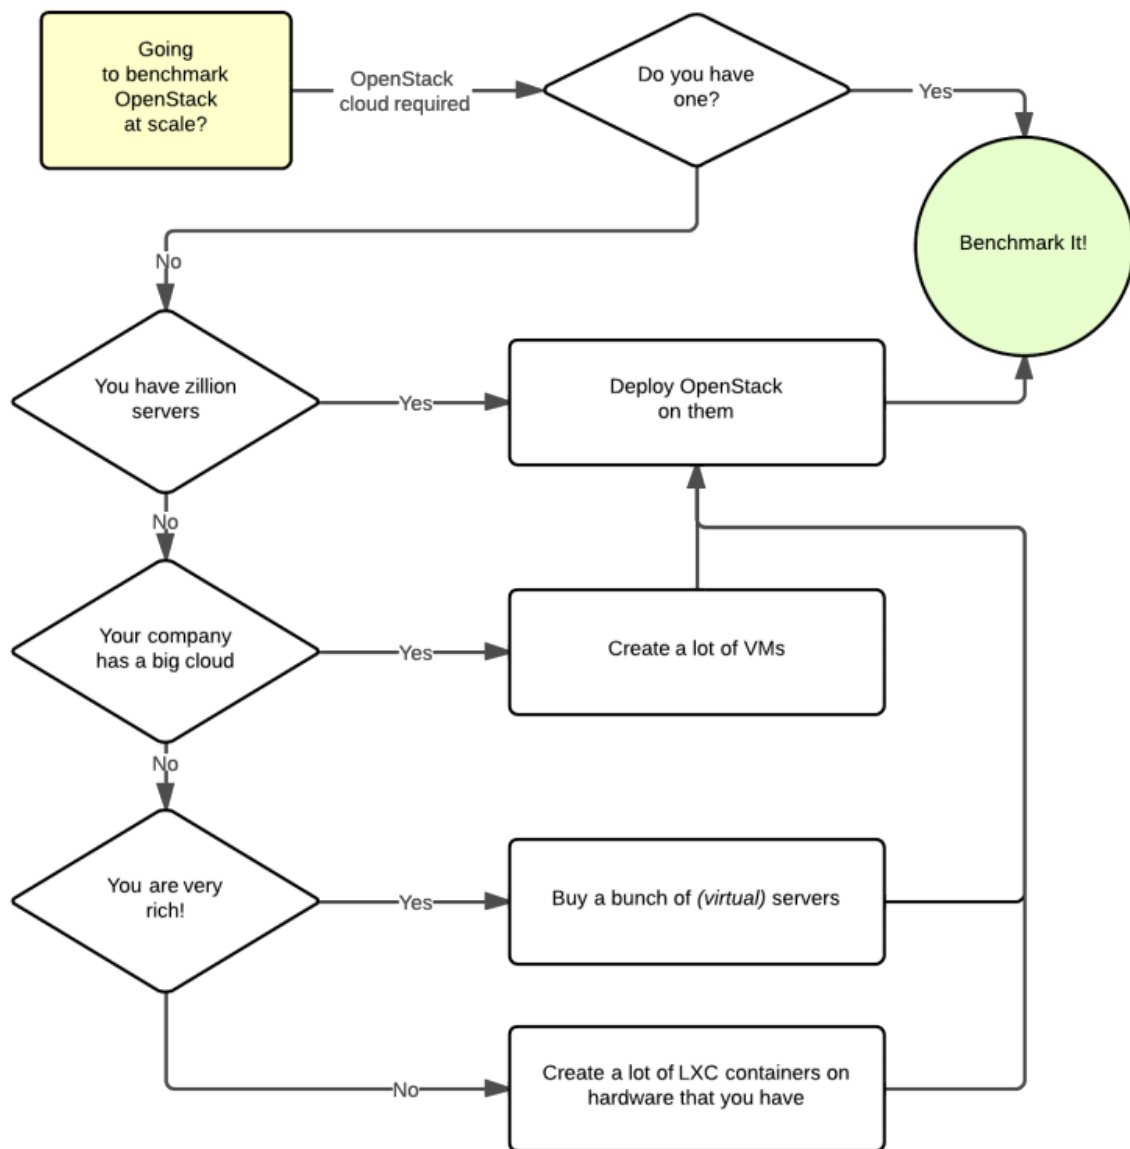 Going
to benchmark
OpenStack
at scale?
OpenStack
cloud required
Do you have
one?
Yes
Benchmark It!
No
You have zillion
servers
Yes
Deploy OpenStack
on them
No
Your company
has a big cloud
Yes
Create a lot of VMs
No
You are very
rich!
Yes
Buy a bunch of (virtual) servers
No
Create a lot of LXC containers on
hardware that you have